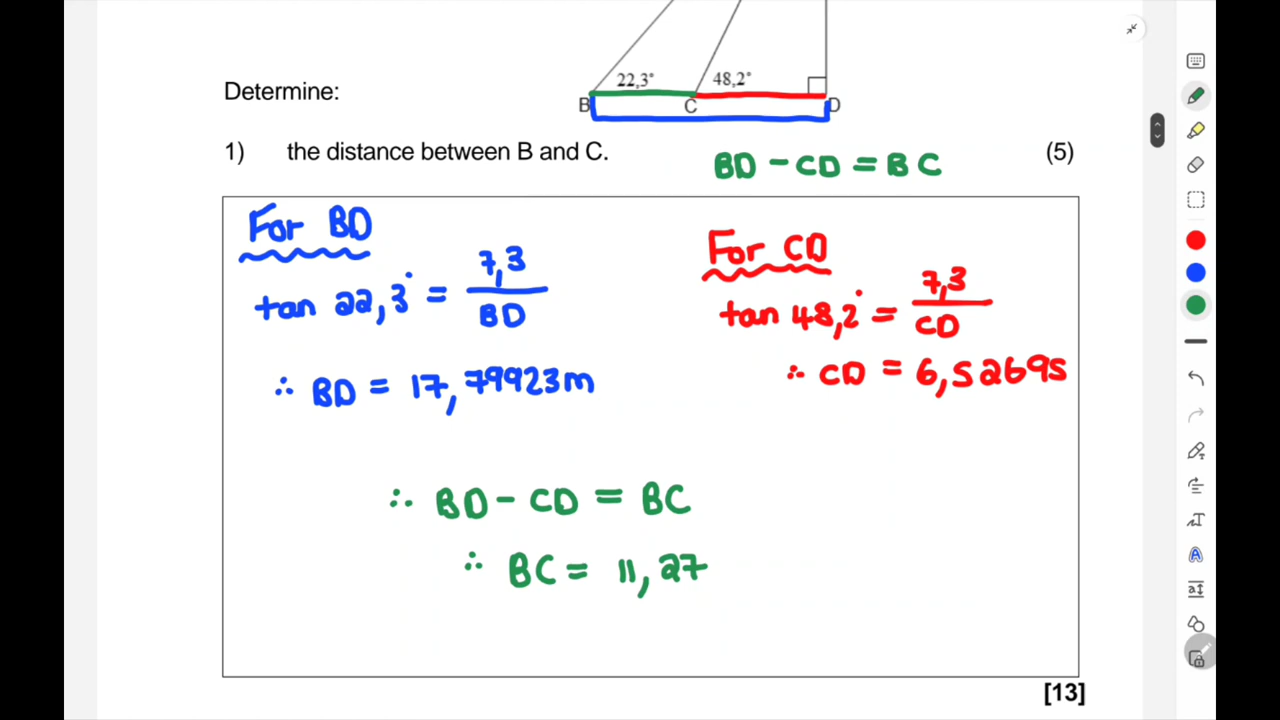 22,3° 48,2°
Determine:
B C D
1) the distance between B and C. (5)
BD - CD = BC
For BD
tan 22,3° = 7,3 / BD
∴ BD = 17,79923m
For CD
tan 48,2° = 7,3 / CD
∴ CD = 6,52695
∴ BD - CD = BC
∴ BC = 11,27
[13]